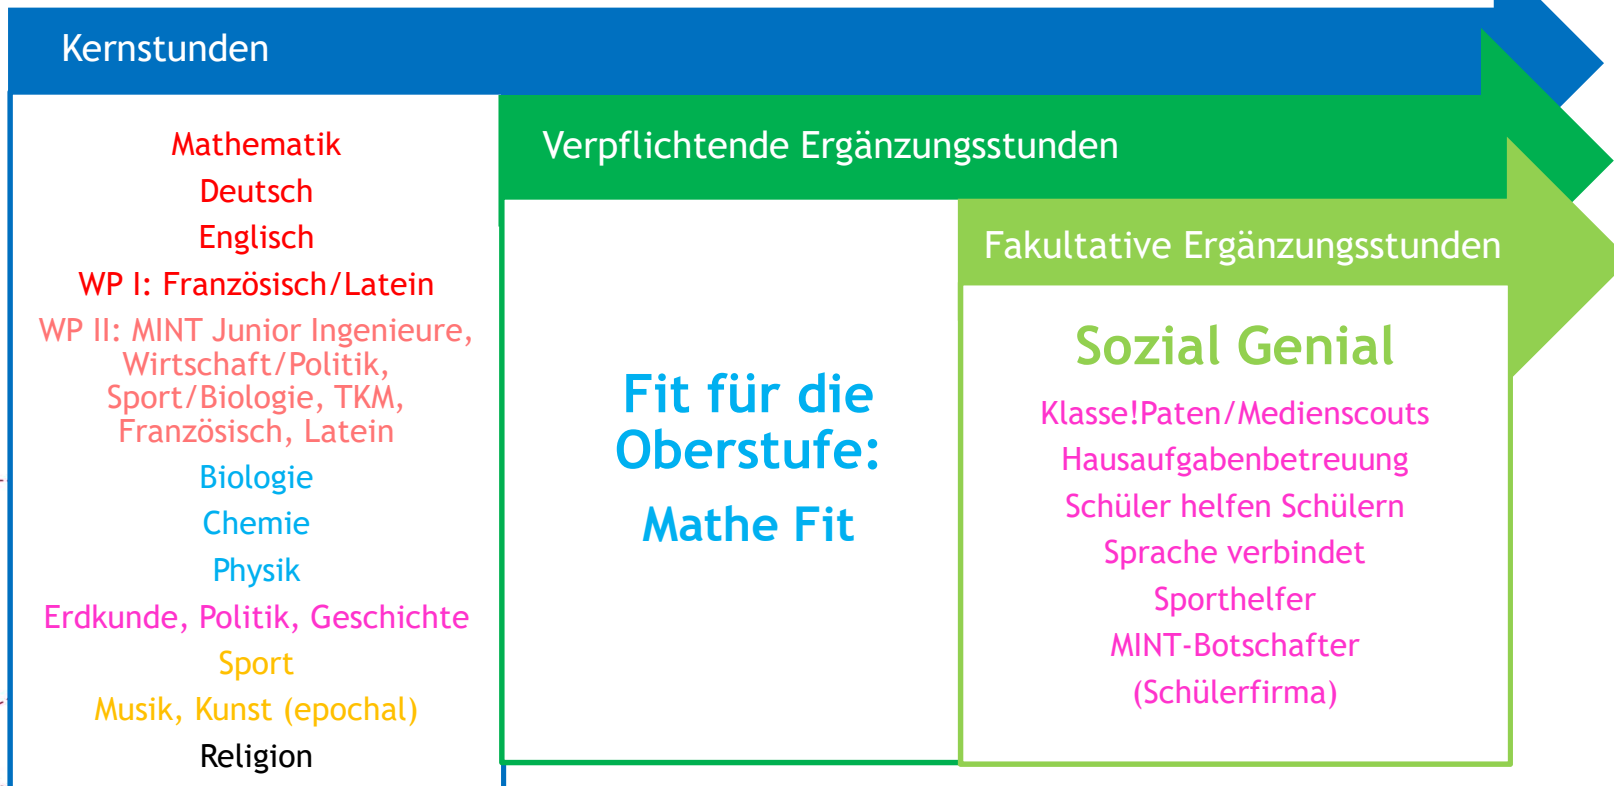 Kernstunden
Mathematik
Deutsch
Englisch
WP I: Französisch/Latein
WP II: MINT Junior Ingenieure,
Wirtschaft/Politik,
Sport/Biologie, TKM,
Französisch, Latein
Biologie
Chemie
Physik
Erdkunde, Politik, Geschichte
Sport
Musik, Kunst (epochal)
Religion
Verpflichtende Ergänzungsstunden
Fit für die
Oberstufe:
Mathe Fit
Fakultative Ergänzungsstunden
Sozial Genial
Klasse!Paten/Medienscouts
Hausaufgabenbetreuung
Schüler helfen Schülern
Sprache verbindet
Sporthelfer
MINT-Botschafter
(Schülerfirma)